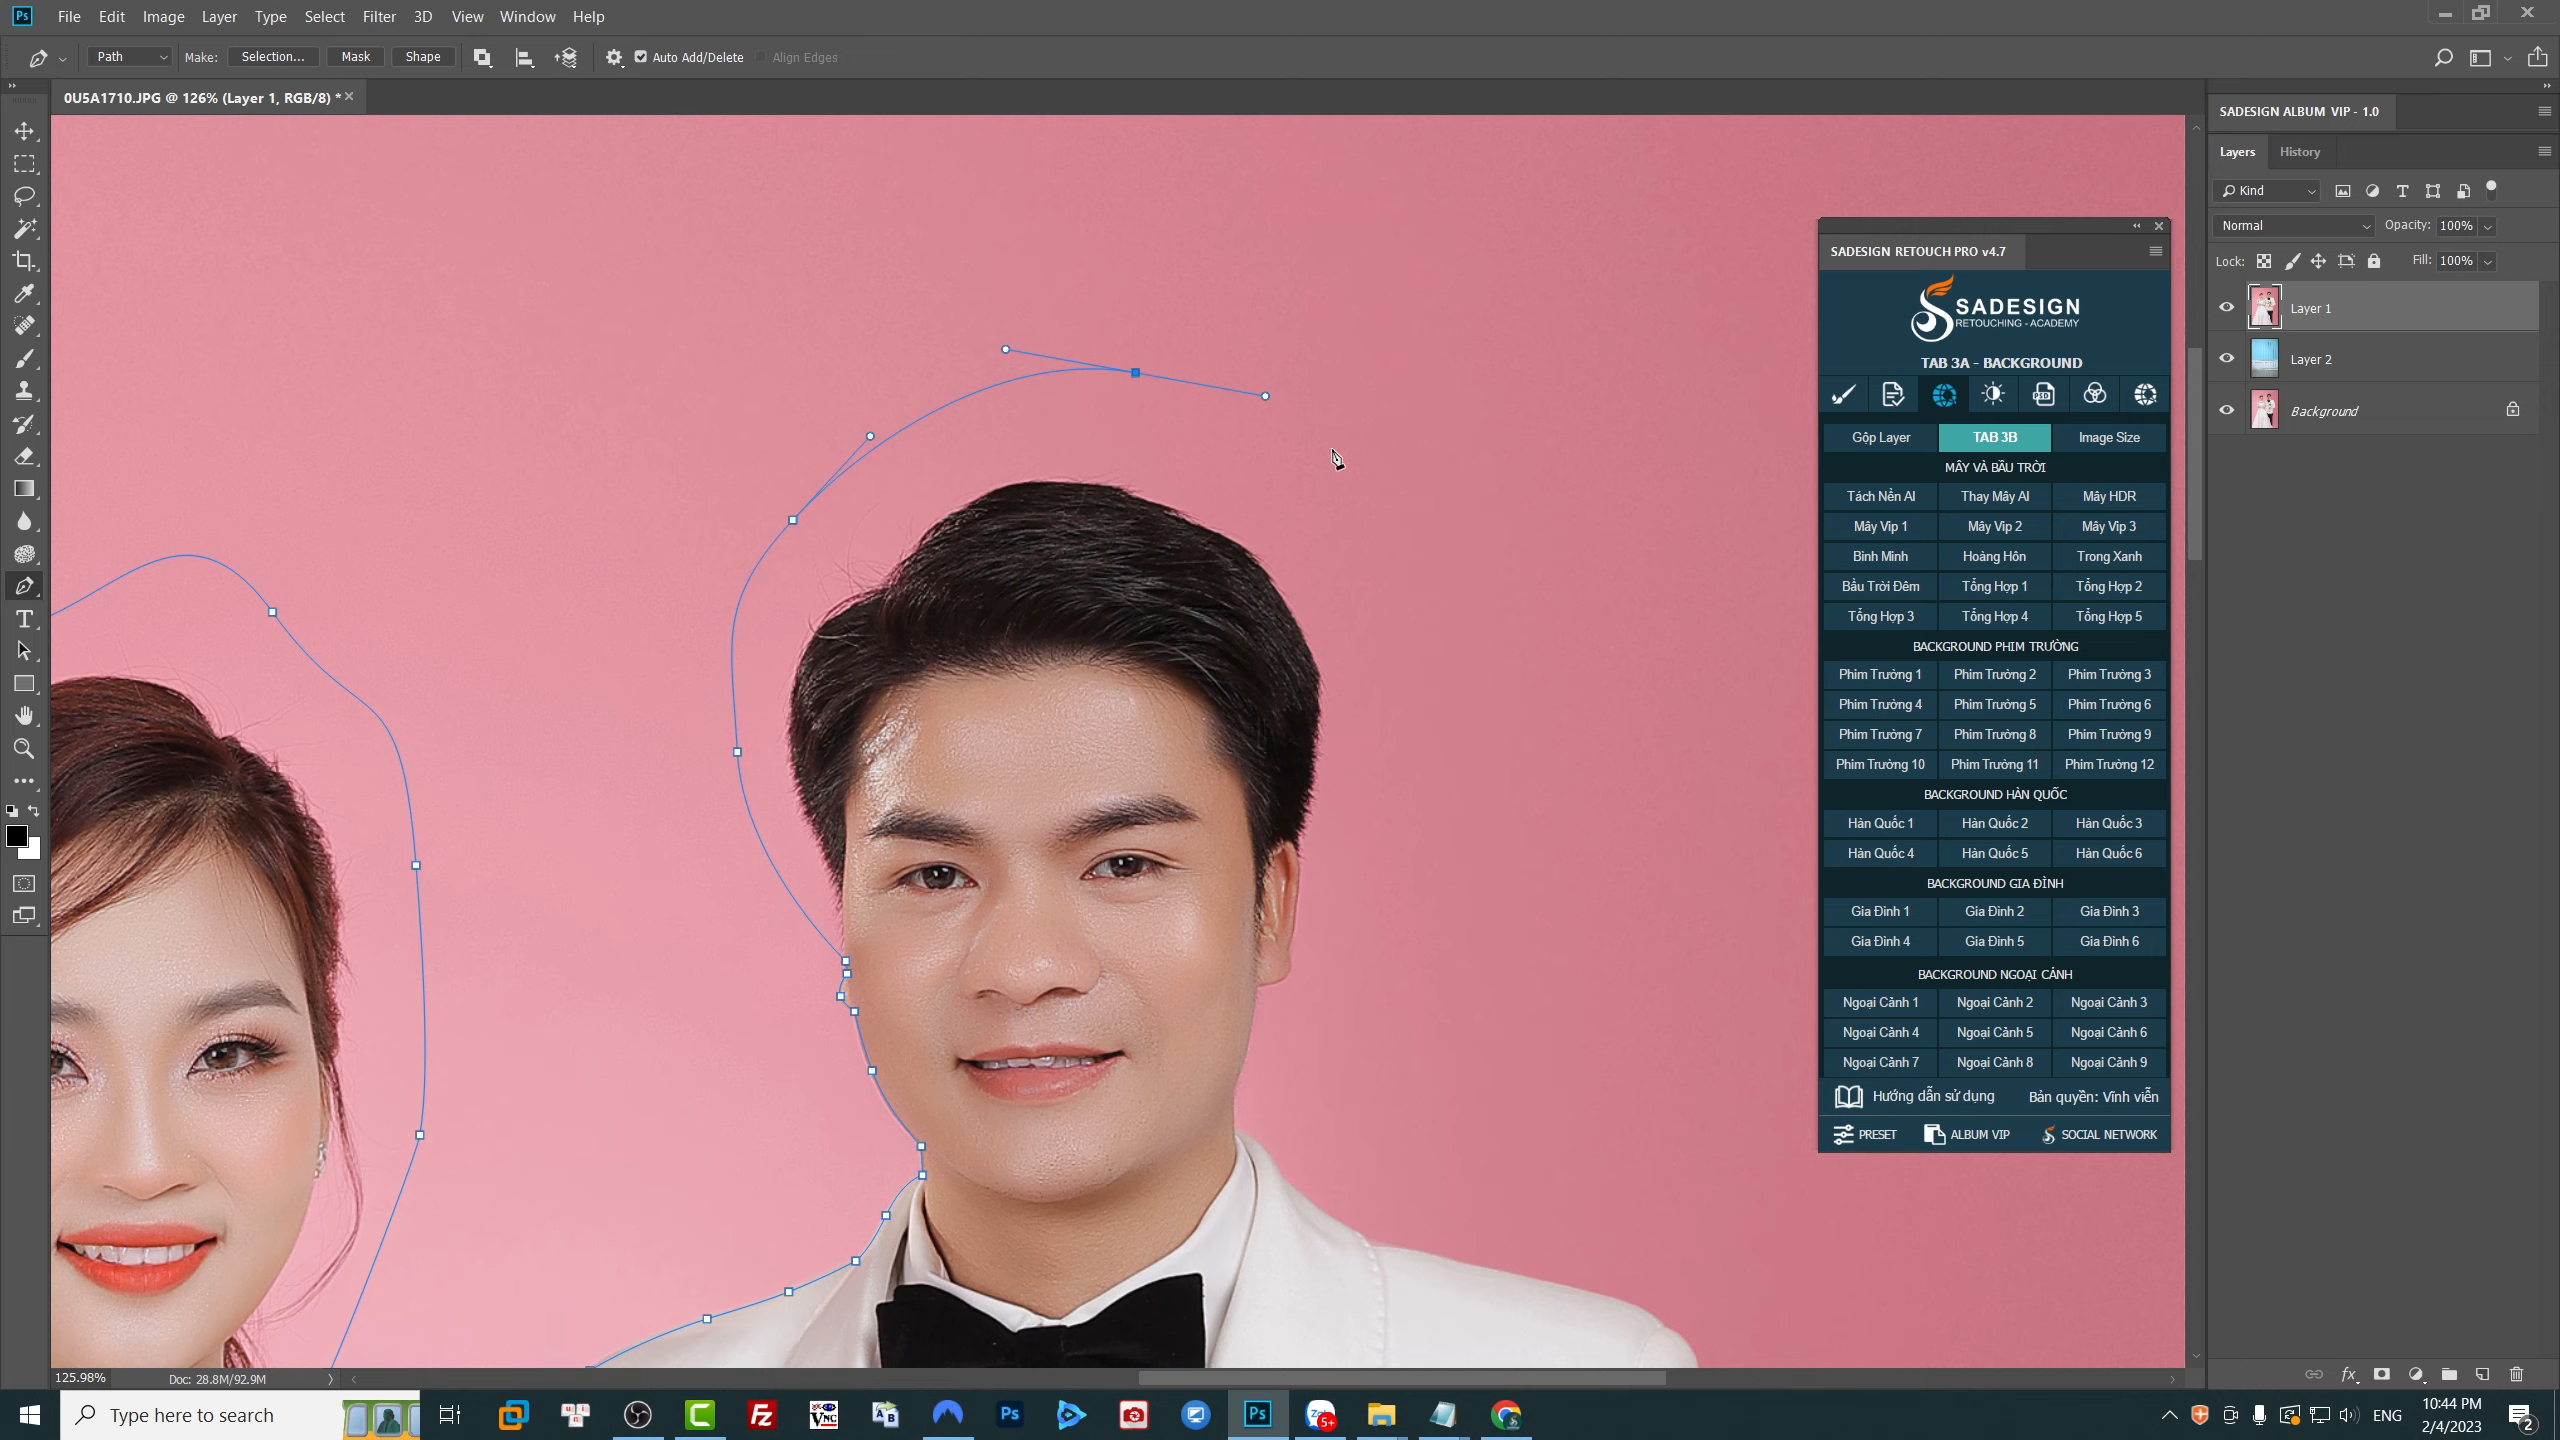 Ps File Edit Image Layer Type Select Filter 3D View Window Help
Path Make: Selection... Mask Shape Auto Add/Delete Align Edges
0U5A1710.JPG @ 126% (Layer 1, RGB/8) *
SADESIGN ALBUM VIP - 1.0
Layers History
Kind
Normal Opacity: 100%
Lock: Fill: 100%
Layer 1
Layer 2
Background
SADESIGN RETOUCH PRO v4.7
SADESIGN
RETOUCHING - ACADEMY
TAB 3A - BACKGROUND
Gộp Layer TAB 3B Image Size
MÂY VÀ BẦU TRỜI
Tách Nền AI Thay Mây AI Mây HDR
Mây Vip 1 Mây Vip 2 Mây Vip 3
Bình Minh Hoàng Hôn Trong Xanh
Bầu Trời Đêm Tổng Hợp 1 Tổng Hợp 2
Tổng Hợp 3 Tổng Hợp 4 Tổng Hợp 5
BACKGROUND PHIM TRƯỜNG
Phim Trường 1 Phim Trường 2 Phim Trường 3
Phim Trường 4 Phim Trường 5 Phim Trường 6
Phim Trường 7 Phim Trường 8 Phim Trường 9
Phim Trường 10 Phim Trường 11 Phim Trường 12
BACKGROUND HÀN QUỐC
Hàn Quốc 1 Hàn Quốc 2 Hàn Quốc 3
Hàn Quốc 4 Hàn Quốc 5 Hàn Quốc 6
BACKGROUND GIA ĐÌNH
Gia Đình 1 Gia Đình 2 Gia Đình 3
Gia Đình 4 Gia Đình 5 Gia Đình 6
BACKGROUND NGOẠI CẢNH
Ngoại Cảnh 1 Ngoại Cảnh 2 Ngoại Cảnh 3
Ngoại Cảnh 4 Ngoại Cảnh 5 Ngoại Cảnh 6
Ngoại Cảnh 7 Ngoại Cảnh 8 Ngoại Cảnh 9
Hướng dẫn sử dụng Bản quyền: Vĩnh viễn
PRESET ALBUM VIP SOCIAL NETWORK
125.98% Doc: 28.8M/92.9M
Type here to search
ENG
10:44 PM
2/4/2023